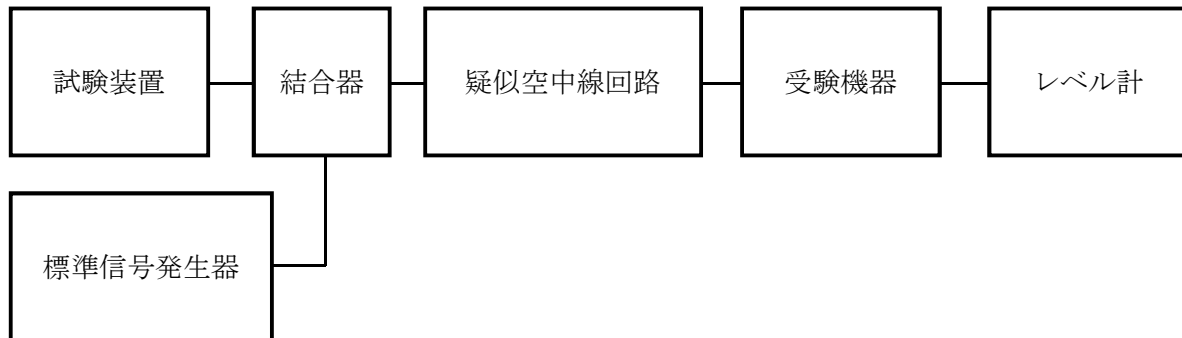 試験装置
結合器
疑似空中線回路
受験機器
レベル計
標準信号発生器